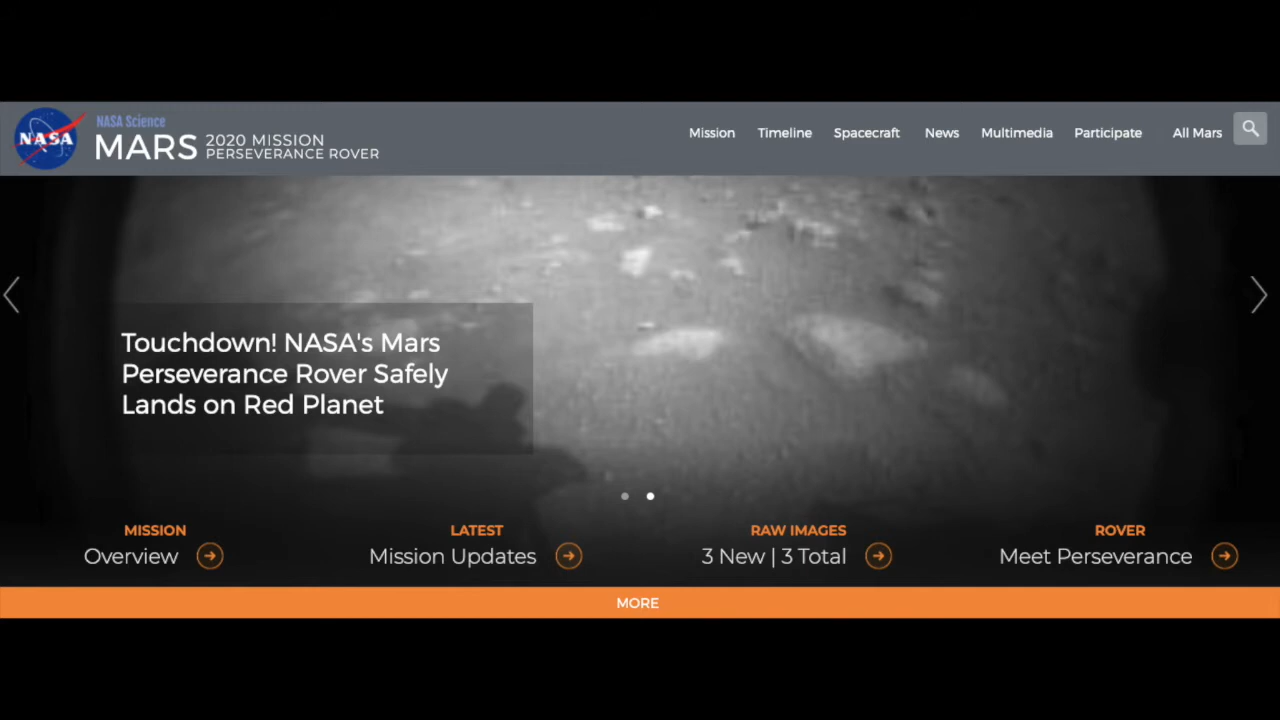 NASA
NASA Science
MARS 2020 MISSION
PERSEVERANCE ROVER
Mission Timeline Spacecraft News Multimedia Participate All Mars
Touchdown! NASA's Mars
Perseverance Rover Safely
Lands on Red Planet
MISSION
Overview
LATEST
Mission Updates
RAW IMAGES
3 New | 3 Total
ROVER
Meet Perseverance
MORE